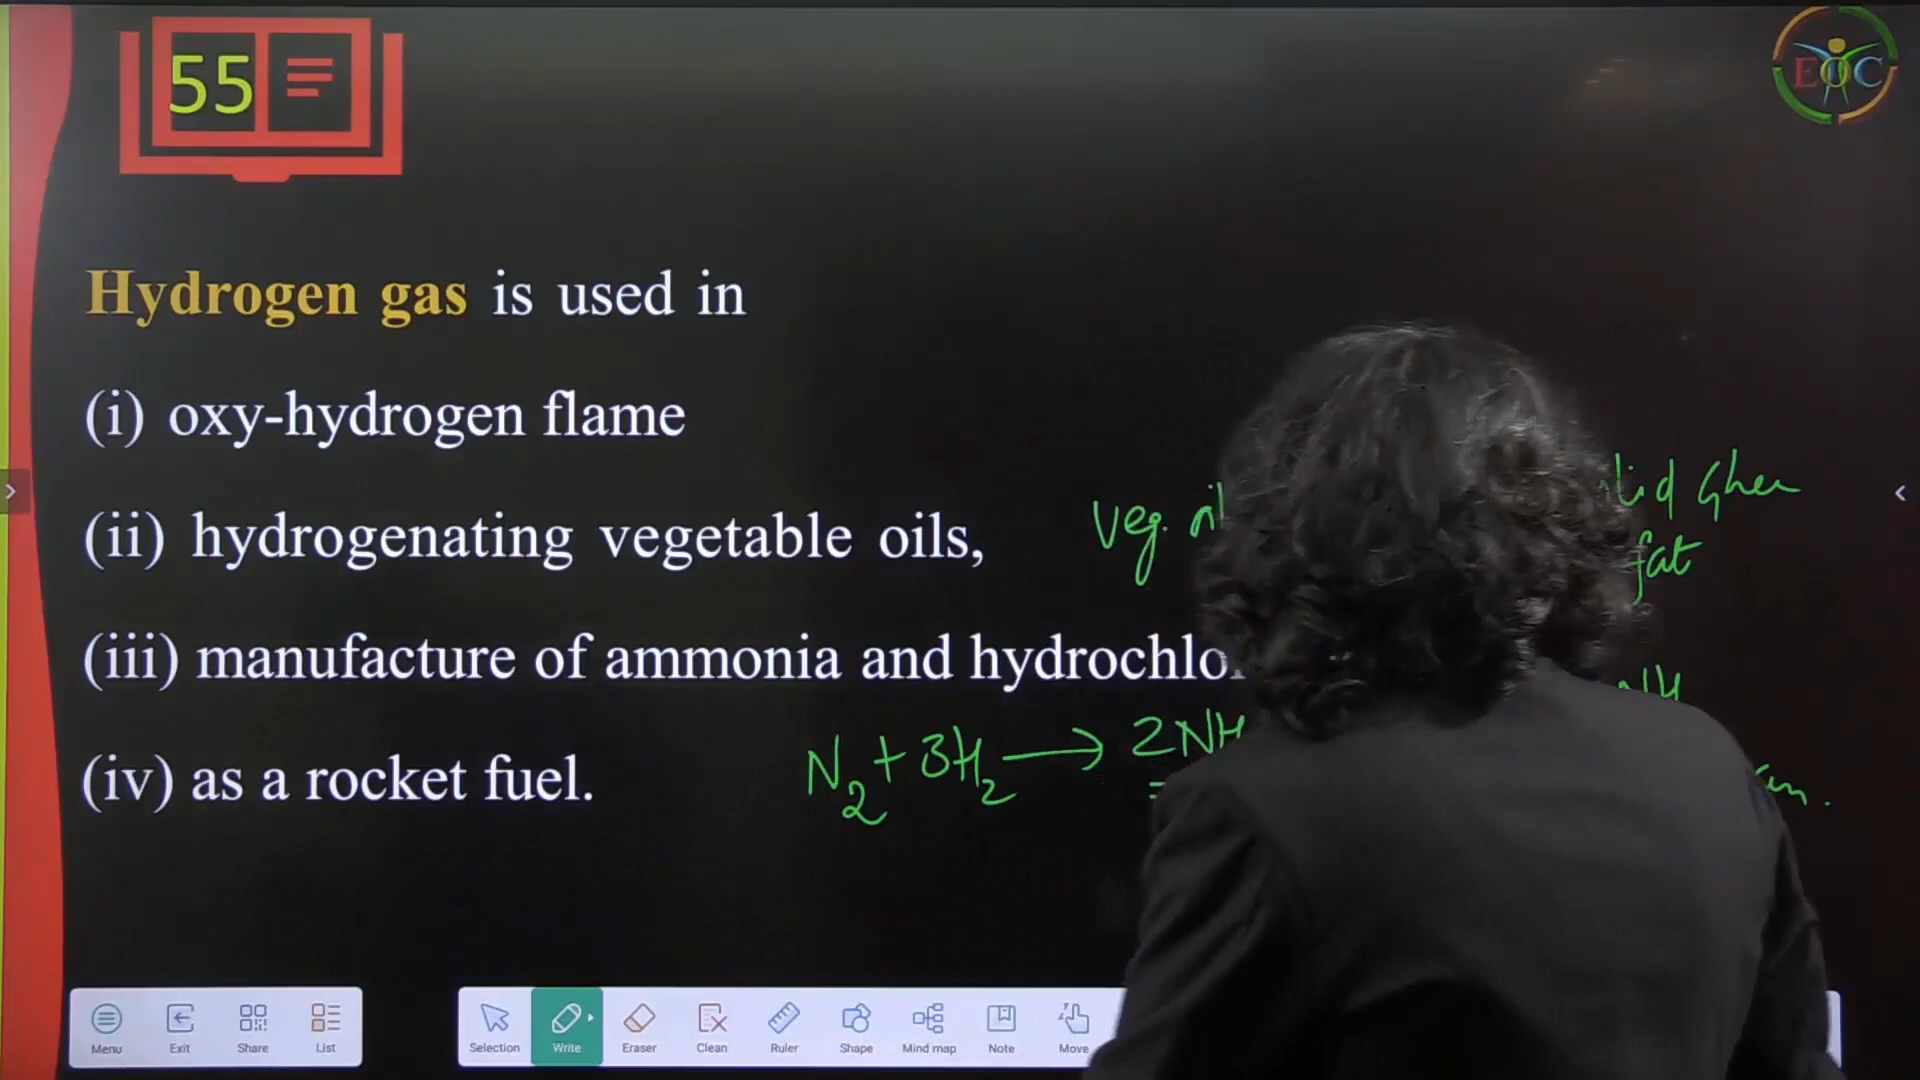 55
EOC
Hydrogen gas is used in
(i) oxy-hydrogen flame
(ii) hydrogenating vegetable oils,
Veg. oil
Ghee
fat
(iii) manufacture of ammonia and
(iv) as a rocket fuel.
N2 + 3H2 → 2NH
Menu Exit Share List Selection Write Eraser Clean Ruler Shape Mind map Note Move